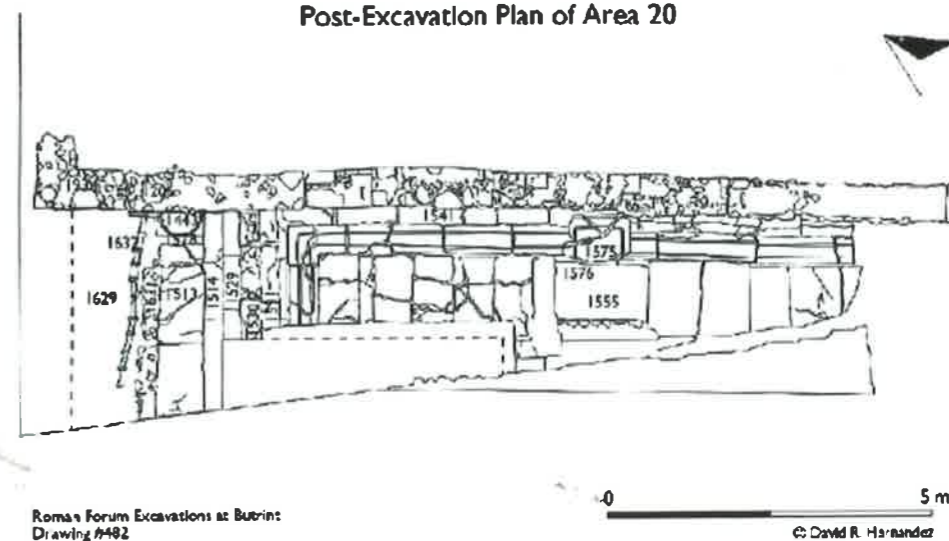 Post-Excavation Plan of Area 20
1541
1632
1575
1576
1629
1513
1514
1529
1555
1530
0
5 m
Roman Forum Excavations at Butrint
Drawing #482
© David R. Hernandez